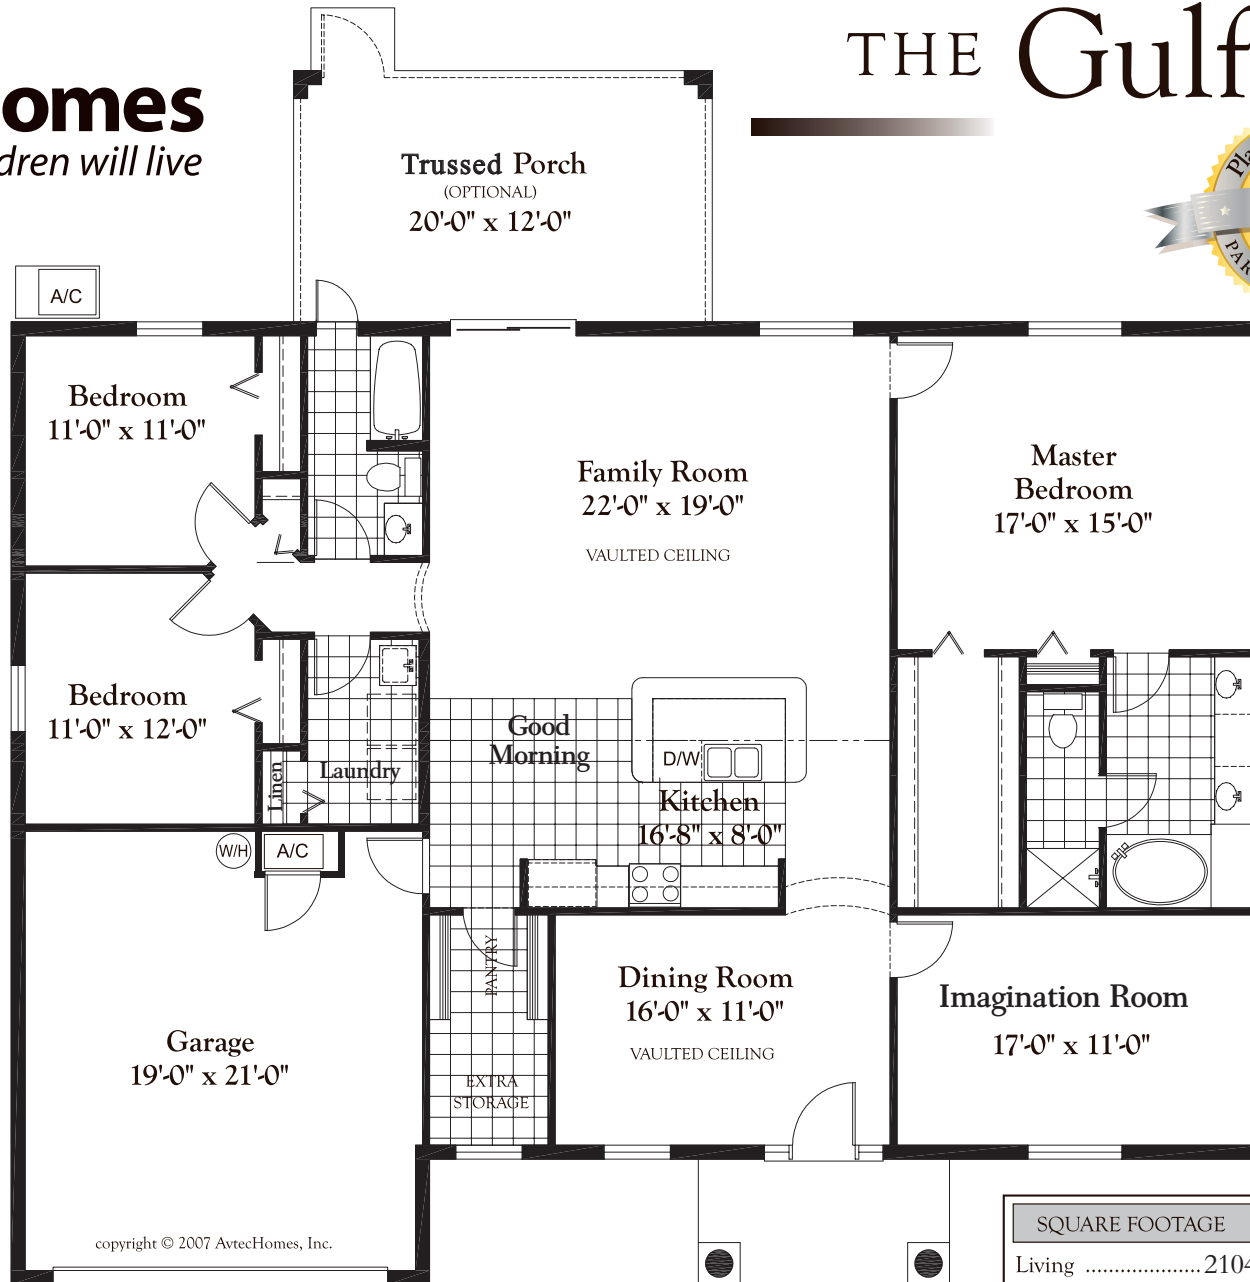 THE Gulf
omes
dren will live
Pla
PAR
Trussed Porch
(OPTIONAL)
20'-0" x 12'-0"
A/C
Bedroom
11'-0" x 11'-0"
Family Room
22'-0" x 19'-0"
VAULTED CEILING
Master
Bedroom
17'-0" x 15'-0"
Bedroom
11'-0" x 12'-0"
Linen
Laundry
Good
Morning
D/W
Kitchen
16'-8" x 8'-0"
W/H
A/C
PANTRY
EXTRA
STORAGE
Dining Room
16'-0" x 11'-0"
VAULTED CEILING
Imagination Room
17'-0" x 11'-0"
Garage
19'-0" x 21'-0"
copyright © 2007 AvtecHomes, Inc.
SQUARE FOOTAGE
Living ....................2104